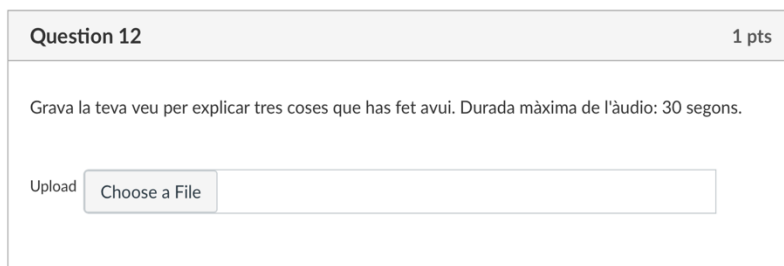 Question 12
1 pts
Grava la teva veu per explicar tres coses que has fet avui. Durada màxima de l'àudio: 30 segons.
Upload
Choose a File